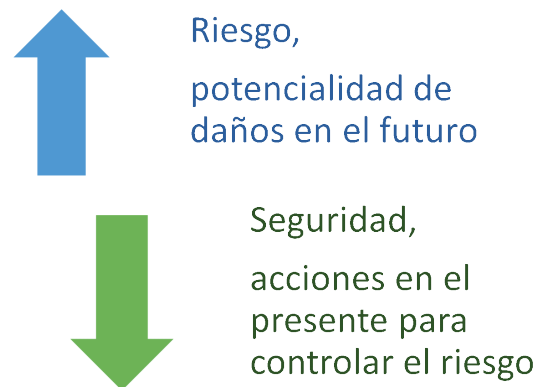 Riesgo,
potencialidad de
daños en el futuro
Seguridad,
acciones en el
presente para
controlar el riesgo